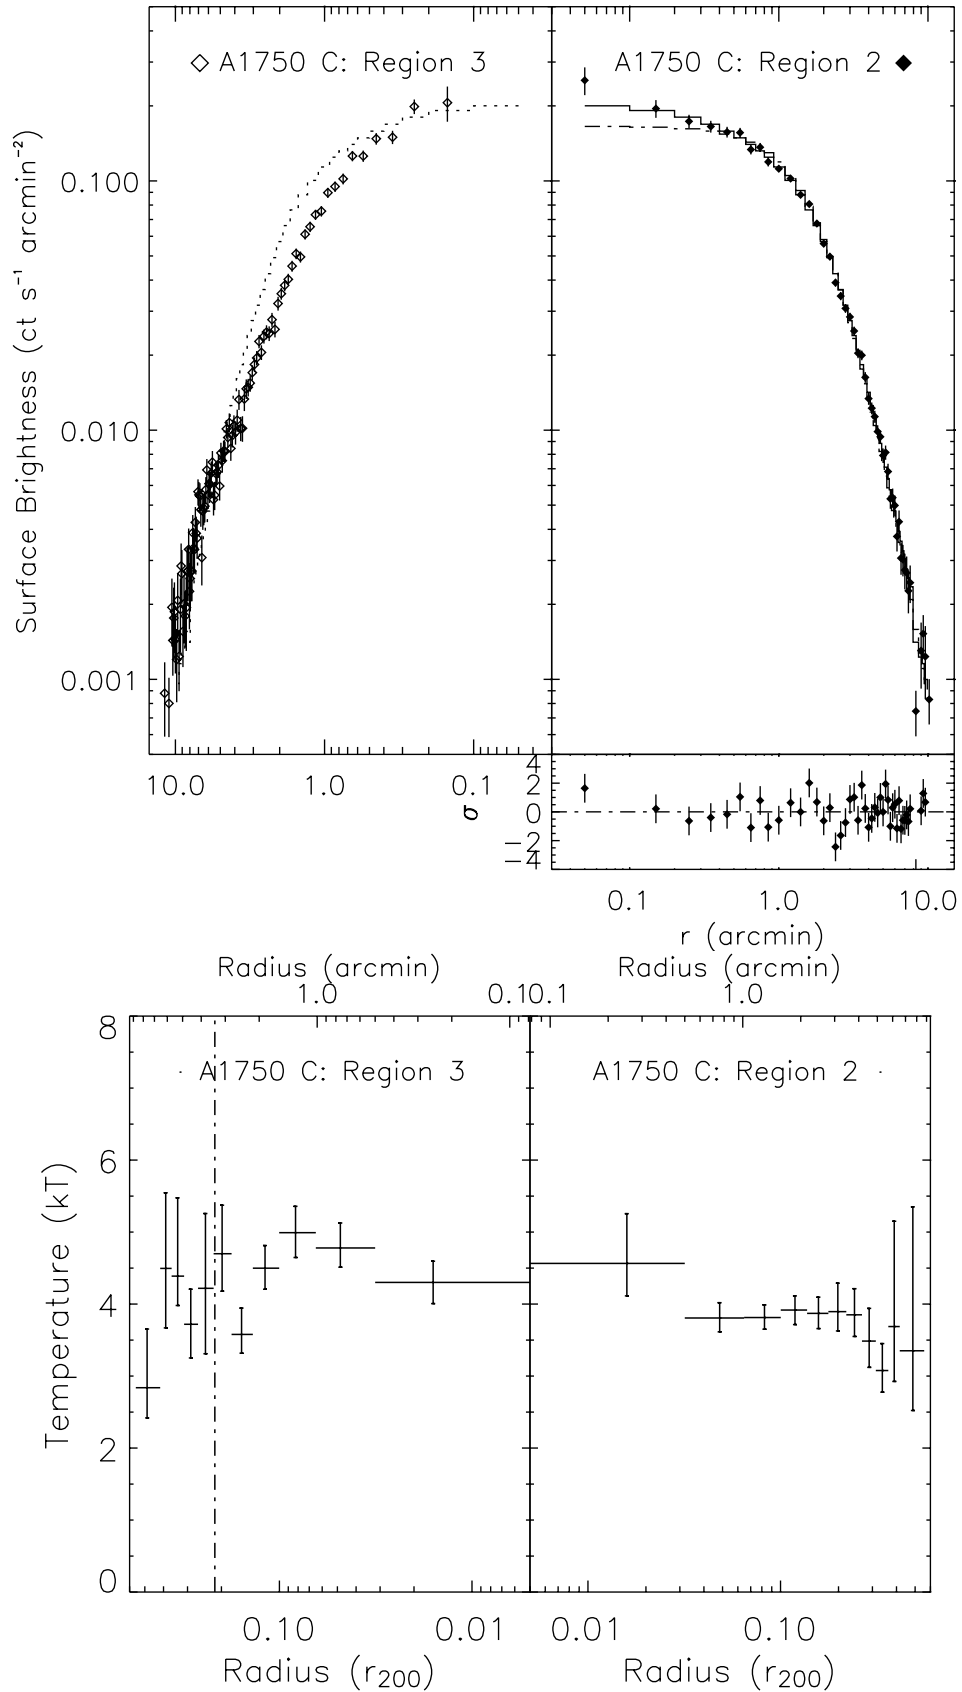 A1750 C: Region 3
A1750 C: Region 2
Surface Brightness (ct s⁻¹ arcmin⁻²)
0.100
0.010
0.001
10.0 1.0 0.1
σ
4
2
0
−2
−4
0.1 1.0 10.0
r (arcmin)
Radius (arcmin) Radius (arcmin)
1.0 0.1 0.1 1.0
A1750 C: Region 3
A1750 C: Region 2
Temperature (kT)
8
6
4
2
0
0.10 0.01 0.01 0.10
Radius (r₂₀₀) Radius (r₂₀₀)